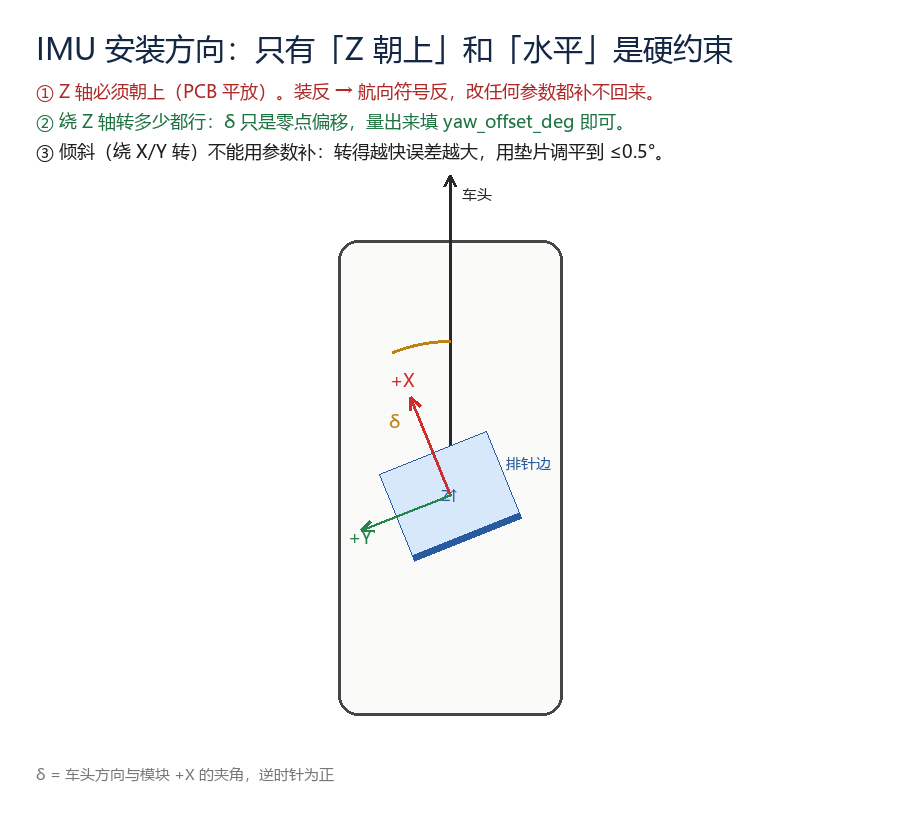 IMU 安装方向：只有「Z 朝上」和「水平」是硬约束
① Z 轴必须朝上（PCB 平放）。装反 → 航向符号反，改任何参数都补不回来。
② 绕 Z 轴转多少都行：δ 只是零点偏移，量出来填 yaw_offset_deg 即可。
③ 倾斜（绕 X/Y 转）不能用参数补：转得越快误差越大，用垫片调平到 ≤0.5°。
车头
+X
δ
排针边
Z↑
+Y
δ = 车头方向与模块 +X 的夹角，逆时针为正